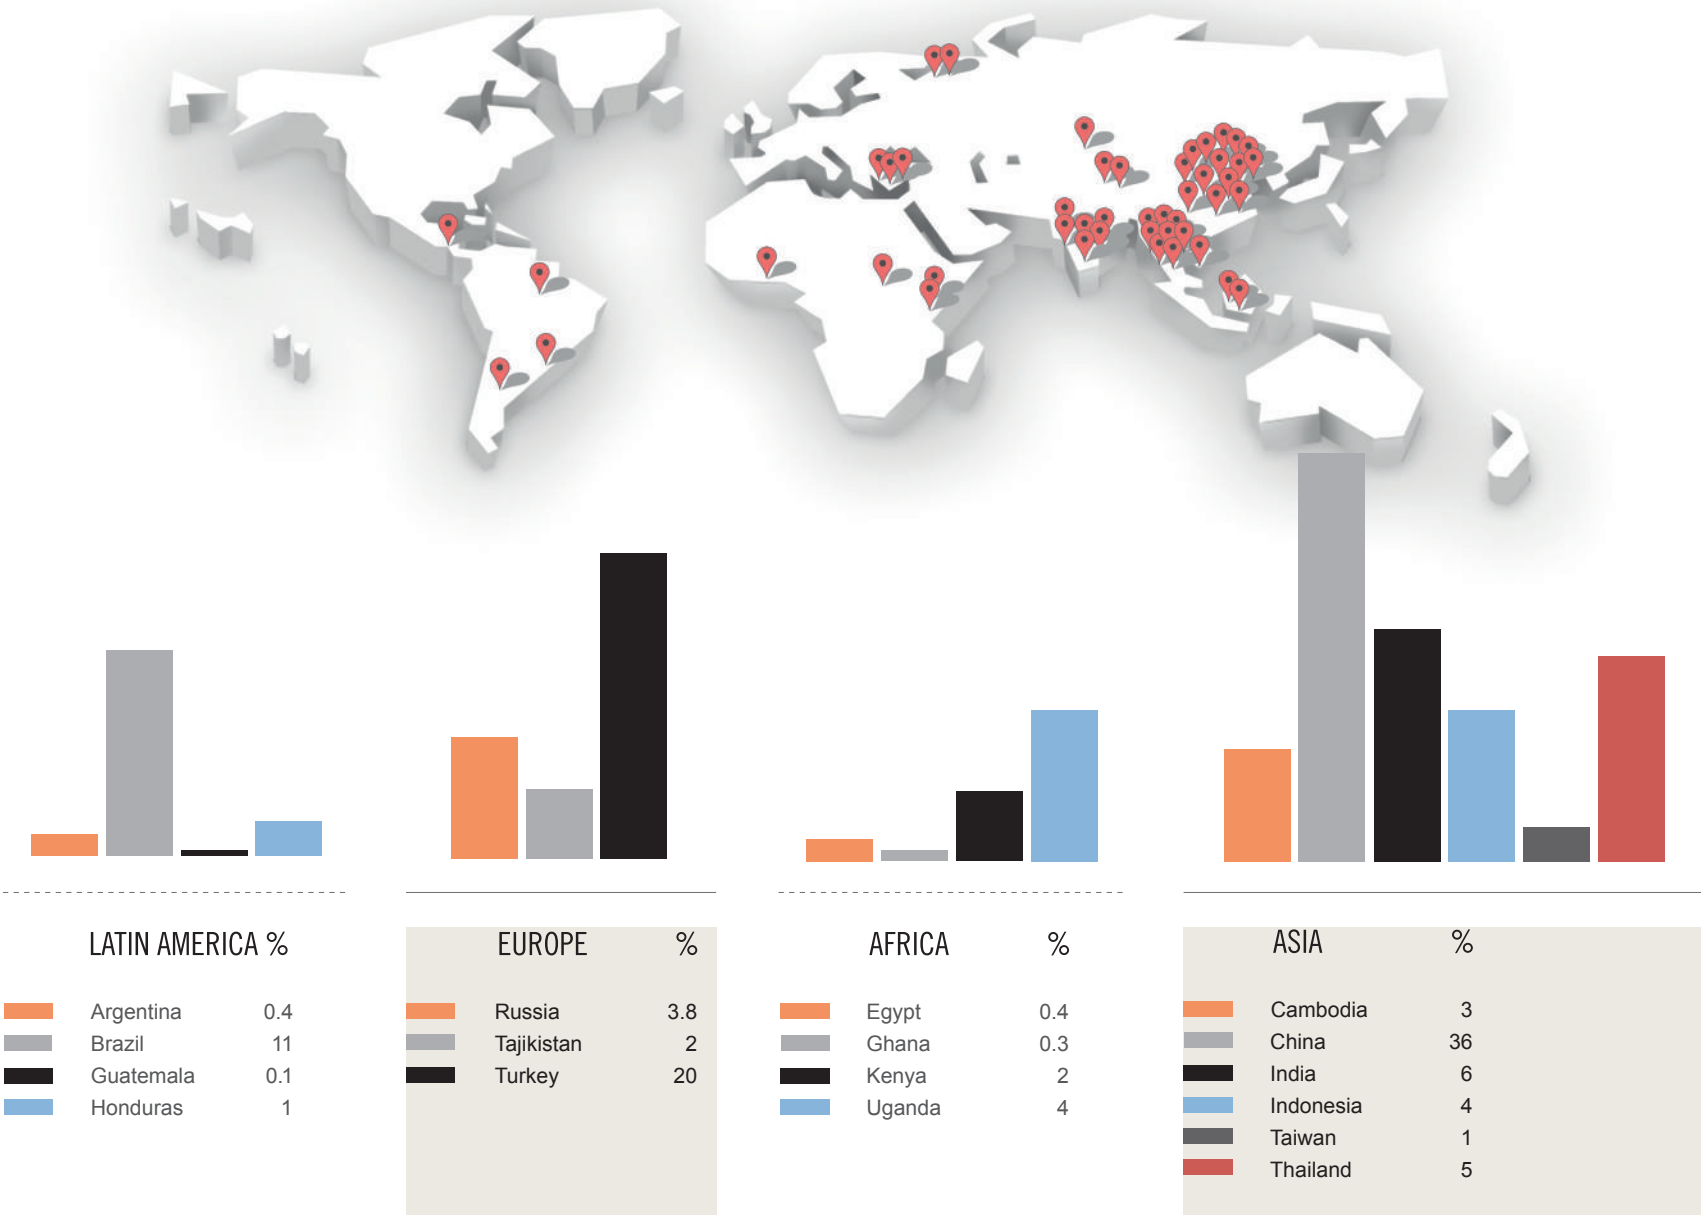 LATIN AMERICA %
Argentina 0.4
Brazil 11
Guatemala 0.1
Honduras 1
EUROPE %
Russia 3.8
Tajikistan 2
Turkey 20
AFRICA %
Egypt 0.4
Ghana 0.3
Kenya 2
Uganda 4
ASIA %
Cambodia 3
China 36
India 6
Indonesia 4
Taiwan 1
Thailand 5